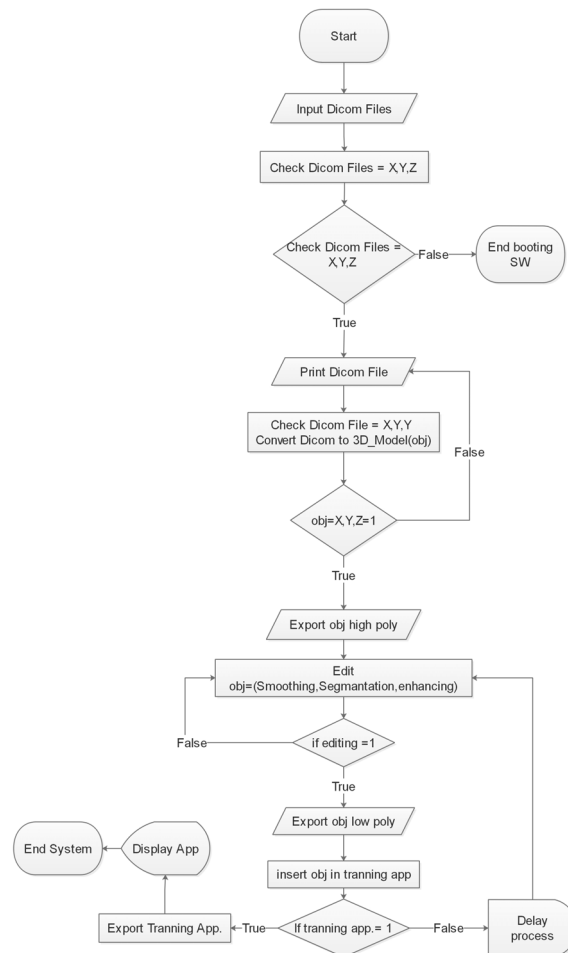 Start
Input Dicom Files
Check Dicom Files = X,Y,Z
Check Dicom Files =
X,Y,Z
False
End booting
SW
True
Print Dicom File
Check Dicom File = X,Y,Y
Convert Dicom to 3D_Model(obj)
False
obj=X,Y,Z=1
True
Export obj high poly
Edit
obj=(Smoothing,Segmantation,enhancing)
False
if editing =1
True
Export obj low poly
End System
Display App
insert obj in tranning app
Export Tranning App.
True
If tranning app.= 1
False
Delay
process